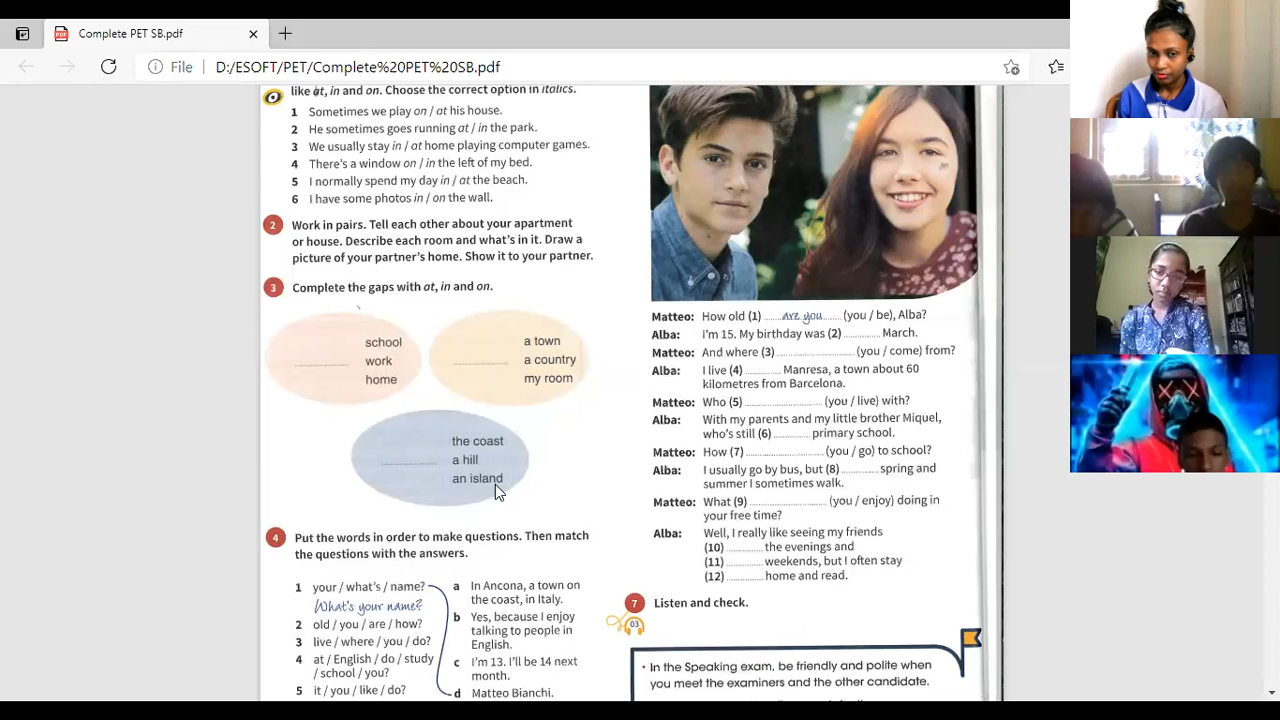 Complete PET SB.pdf
File
D:/ESOFT/PET/Complete%20PET%20SB.pdf
like at, in and on. Choose the correct option in italics.
1 Sometimes we play on / at his house.
2 He sometimes goes running at / in the park.
3 We usually stay in / at home playing computer games.
4 There's a window on / in the left of my bed.
5 I normally spend my day in / at the beach.
6 I have some photos in / on the wall.
2 Work in pairs. Tell each other about your apartment
or house. Describe each room and what's in it. Draw a
picture of your partner's home. Show it to your partner.
3 Complete the gaps with at, in and on.
school
work
home
a town
a country
my room
the coast
a hill
an island
4 Put the words in order to make questions. Then match
the questions with the answers.
1 your / what's / name?
What's your name?
2 old / you / are / how?
3 live / where / you / do?
4 at / English / do / study
/ school / you?
5 it / you / like / do?
a In Ancona, a town on
the coast, in Italy.
b Yes, because I enjoy
talking to people in
English.
c I'm 13. I'll be 14 next
month.
d Matteo Bianchi.
Matteo: How old (1) are you (you / be), Alba?
Alba: I'm 15. My birthday was (2) ............ March.
Matteo: And where (3) ........................ (you / come) from?
Alba: I live (4) ............ Manresa, a town about 60
kilometres from Barcelona.
Matteo: Who (5) ........................ (you / live) with?
Alba: With my parents and my little brother Miquel,
who's still (6) ............ primary school.
Matteo: How (7) ........................ (you / go) to school?
Alba: I usually go by bus, but (8) ............ spring and
summer I sometimes walk.
Matteo: What (9) ........................ (you / enjoy) doing in
your free time?
Alba: Well, I really like seeing my friends
(10) ............ the evenings and
(11) ............ weekends, but I often stay
(12) ............ home and read.
7 Listen and check.
03
• In the Speaking exam, be friendly and polite when
you meet the examiners and the other candidate.